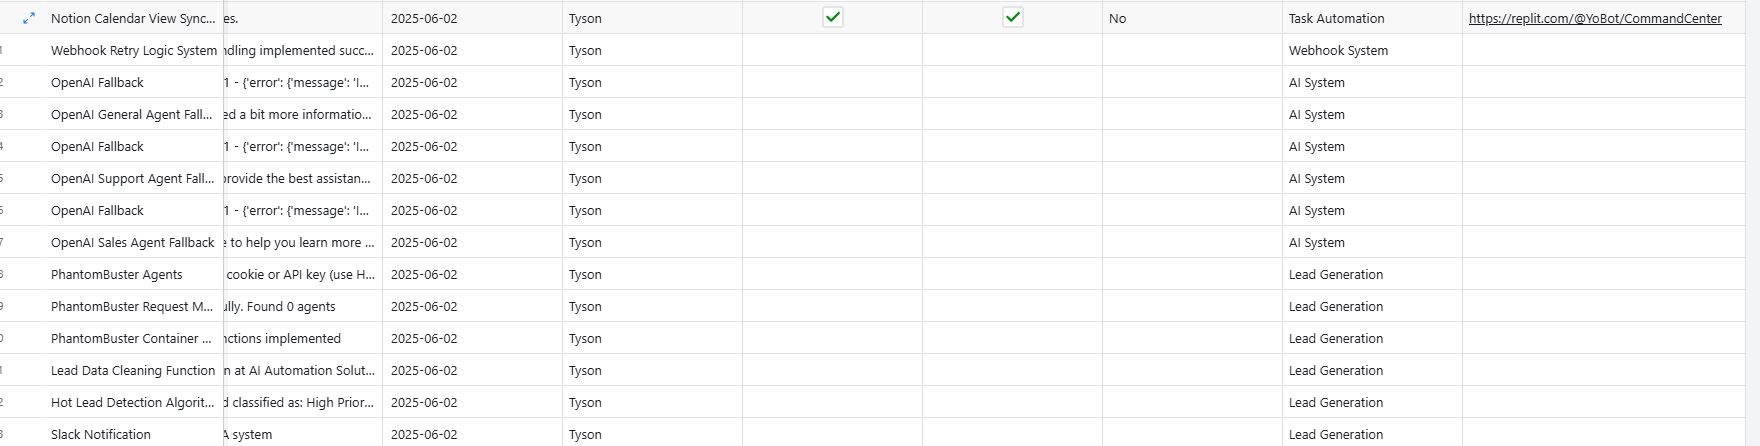 Notion Calendar View Sync... es. 2025-06-02 Tyson No Task Automation https://replit.com/@YoBot/CommandCenter
1 Webhook Retry Logic System ndling implemented succ... 2025-06-02 Tyson Webhook System
2 OpenAI Fallback 1 - {'error': {'message': 'I... 2025-06-02 Tyson AI System
3 OpenAI General Agent Fall... ed a bit more informatio... 2025-06-02 Tyson AI System
4 OpenAI Fallback 1 - {'error': {'message': 'I... 2025-06-02 Tyson AI System
5 OpenAI Support Agent Fall... provide the best assistan... 2025-06-02 Tyson AI System
6 OpenAI Fallback 1 - {'error': {'message': 'I... 2025-06-02 Tyson AI System
7 OpenAI Sales Agent Fallback e to help you learn more ... 2025-06-02 Tyson AI System
8 PhantomBuster Agents cookie or API key (use H... 2025-06-02 Tyson Lead Generation
9 PhantomBuster Request M... ully. Found 0 agents 2025-06-02 Tyson Lead Generation
0 PhantomBuster Container ... nctions implemented 2025-06-02 Tyson Lead Generation
1 Lead Data Cleaning Function n at AI Automation Solut... 2025-06-02 Tyson Lead Generation
2 Hot Lead Detection Algorit... d classified as: High Prior... 2025-06-02 Tyson Lead Generation
3 Slack Notification A system 2025-06-02 Tyson Lead Generation